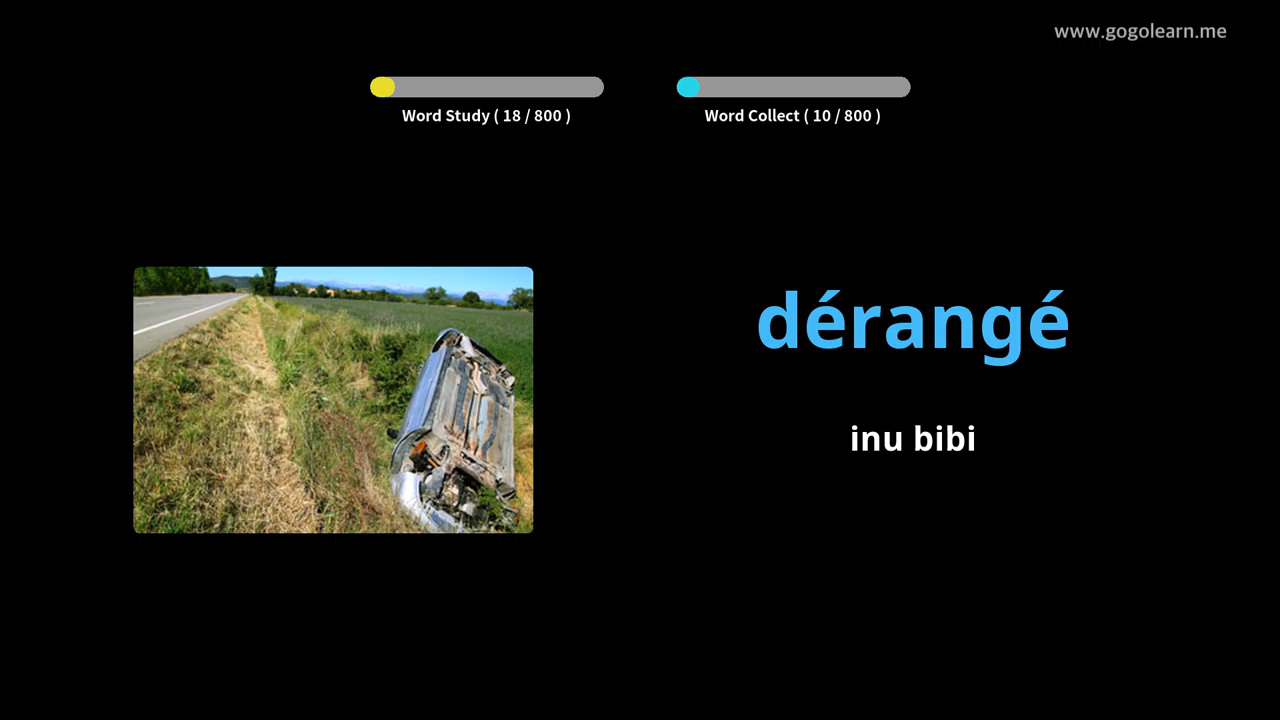 www.gogolearn.me
Word Study ( 18 / 800 )
Word Collect ( 10 / 800 )
dérangé
inu bibi